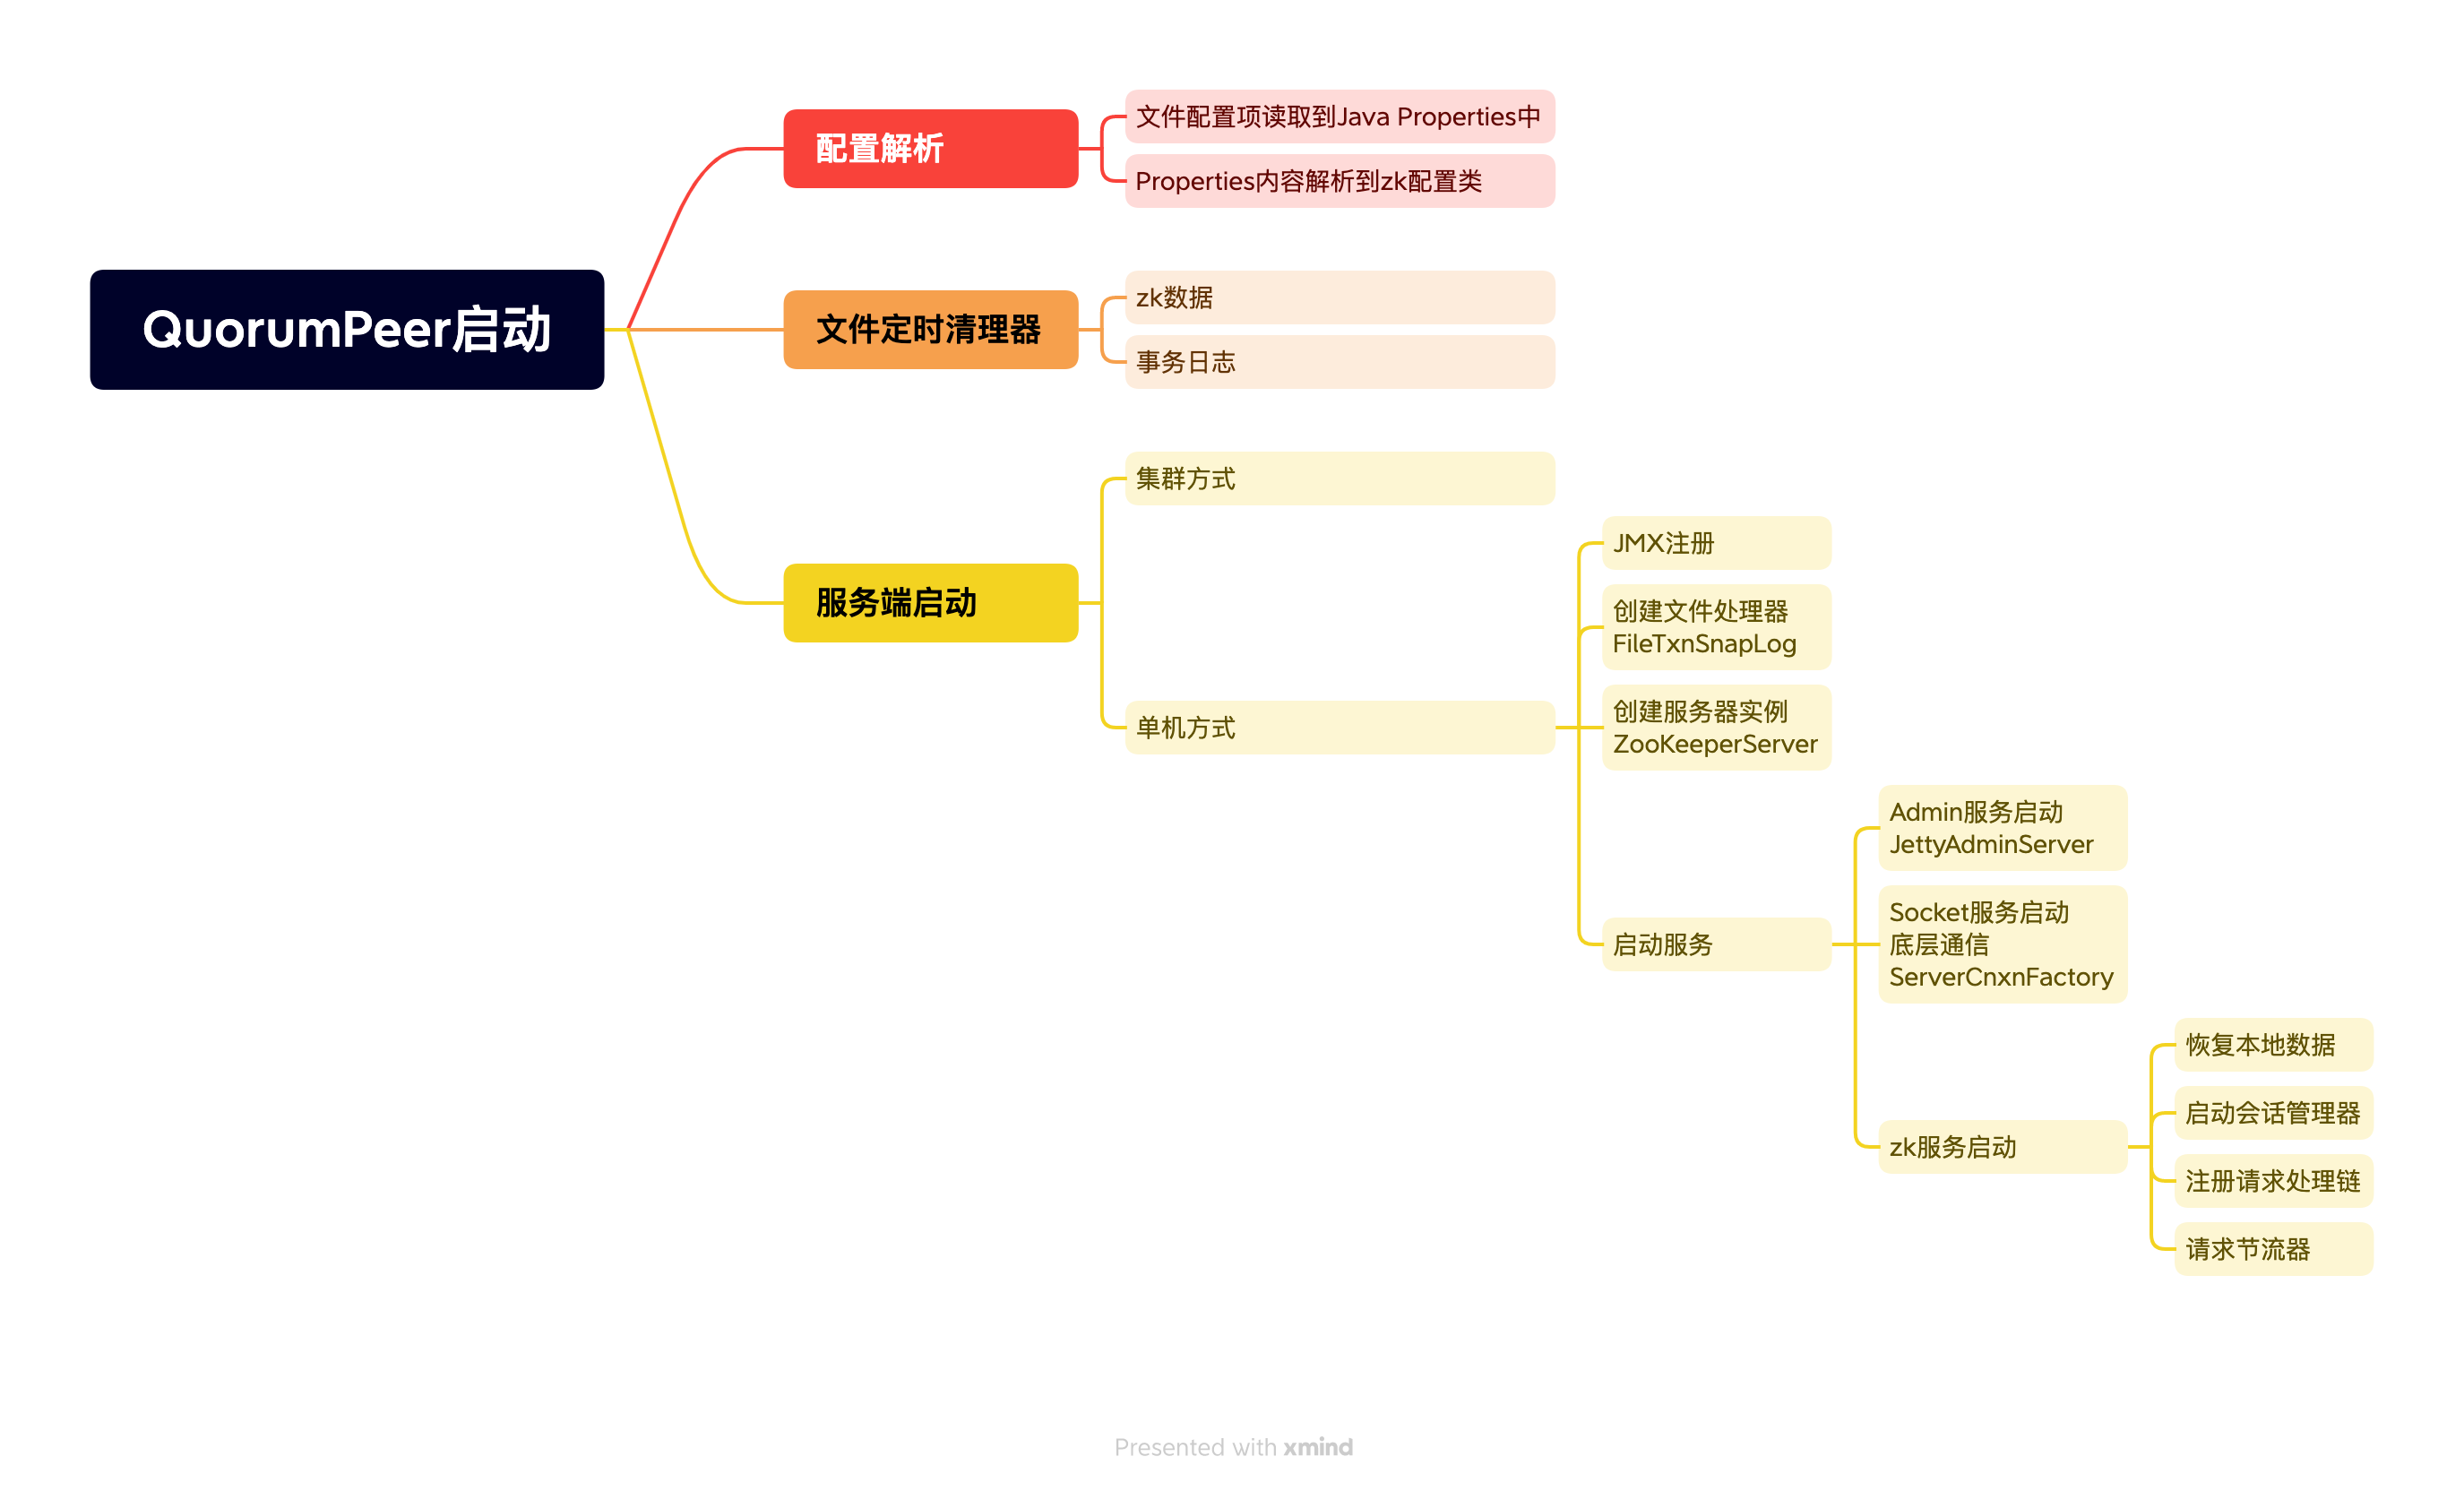 QuorumPeer启动
配置解析
文件配置项读取到Java Properties中
Properties内容解析到zk配置类
文件定时清理器
zk数据
事务日志
服务端启动
集群方式
单机方式
JMX注册
创建文件处理器
FileTxnSnapLog
创建服务器实例
ZooKeeperServer
启动服务
Admin服务启动
JettyAdminServer
Socket服务启动
底层通信
ServerCnxnFactory
zk服务启动
恢复本地数据
启动会话管理器
注册请求处理链
请求节流器
Presented with xmind